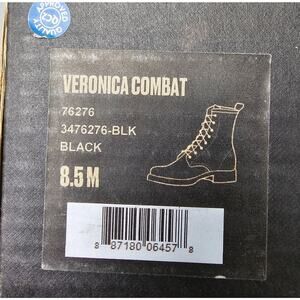 APPROVED
QUALITY
VERONICA COMBAT
76276
3476276-BLK
BLACK
8.5 M
8 87180 06457 8